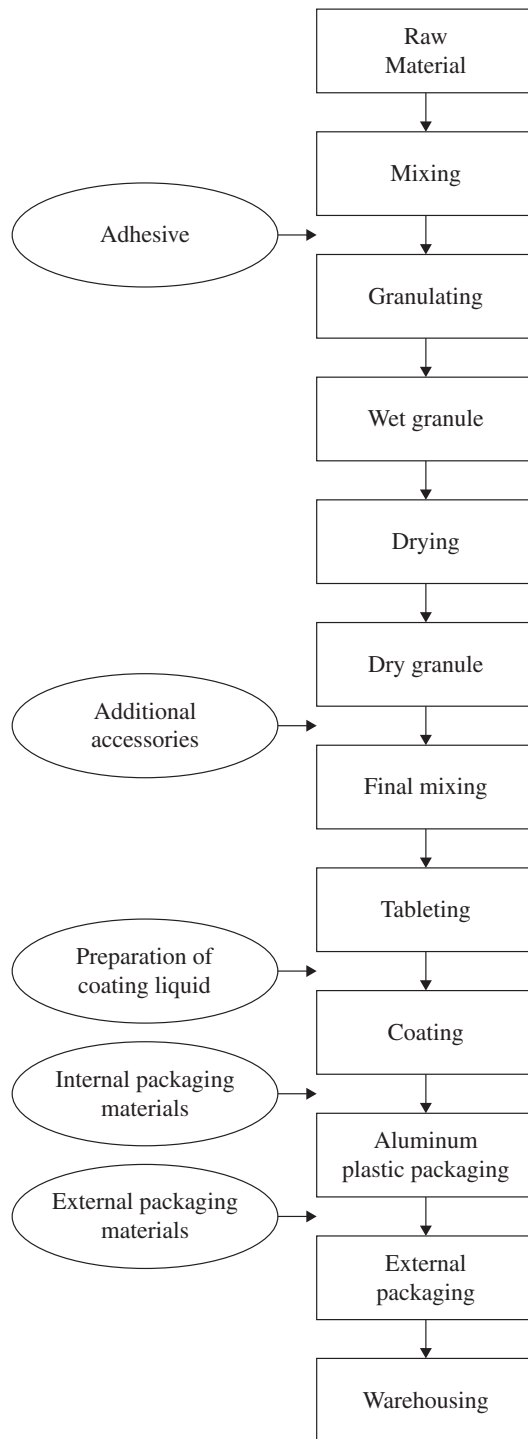 Raw
Material
Mixing
Adhesive
Granulating
Wet granule
Drying
Dry granule
Additional
accessories
Final mixing
Tableting
Preparation of
coating liquid
Coating
Internal packaging
materials
Aluminum
plastic packaging
External packaging
materials
External
packaging
Warehousing